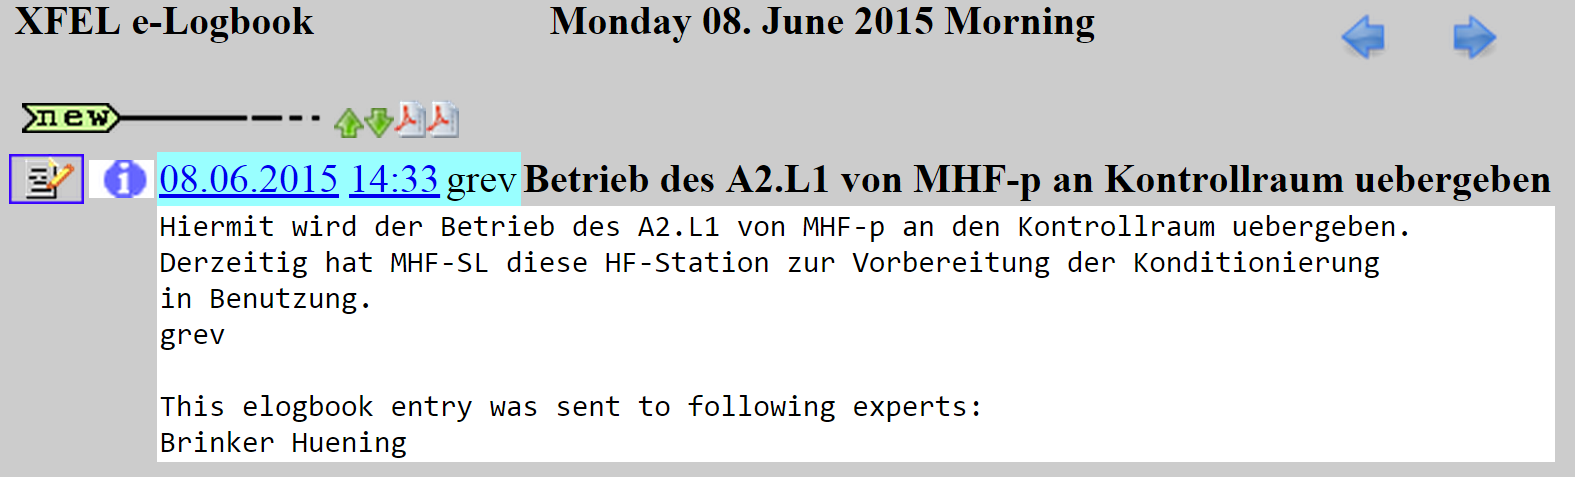 XFEL e-Logbook Monday 08. June 2015 Morning
new
08.06.2015 14:33 grev Betrieb des A2.L1 von MHF-p an Kontrollraum uebergeben
Hiermit wird der Betrieb des A2.L1 von MHF-p an den Kontrollraum uebergeben.
Derzeitig hat MHF-SL diese HF-Station zur Vorbereitung der Konditionierung
in Benutzung.
grev
This elogbook entry was sent to following experts:
Brinker Huening